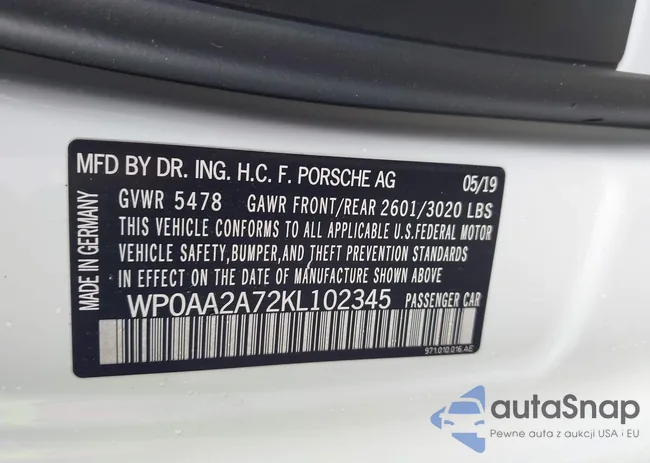 MFD BY DR. ING. H.C. F. PORSCHE AG 05/19
GVWR 5478 GAWR FRONT/REAR 2601/3020 LBS
THIS VEHICLE CONFORMS TO ALL APPLICABLE U.S.FEDERAL MOTOR
VEHICLE SAFETY,BUMPER,AND THEFT PREVENTION STANDARDS
IN EFFECT ON THE DATE OF MANUFACTURE SHOWN ABOVE.
WP0AA2A72KL102345 PASSENGER CAR
971.010.016.AE
MADE IN GERMANY
autaSnap
Pewne auta z aukcji USA i EU